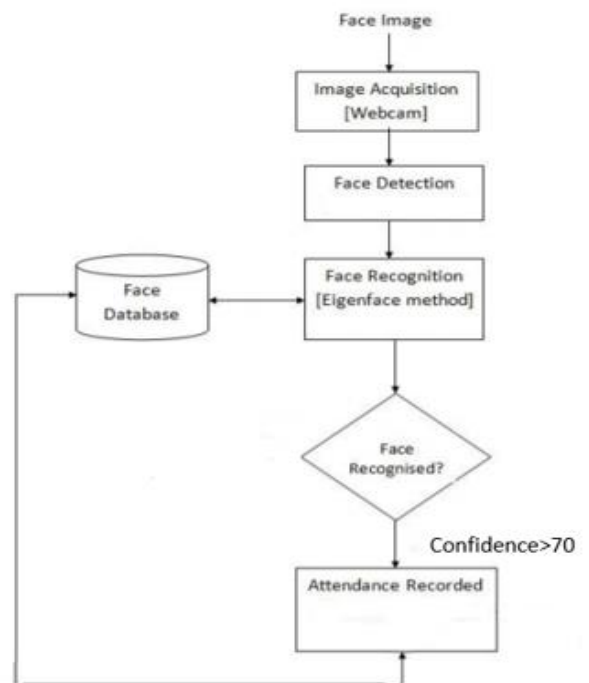 Face Image
Image Acquisition
[Webcam]
Face Detection
Face Recognition
[Eigenface method]
Face
Database
Face
Recognised?
Confidence>70
Attendance Recorded